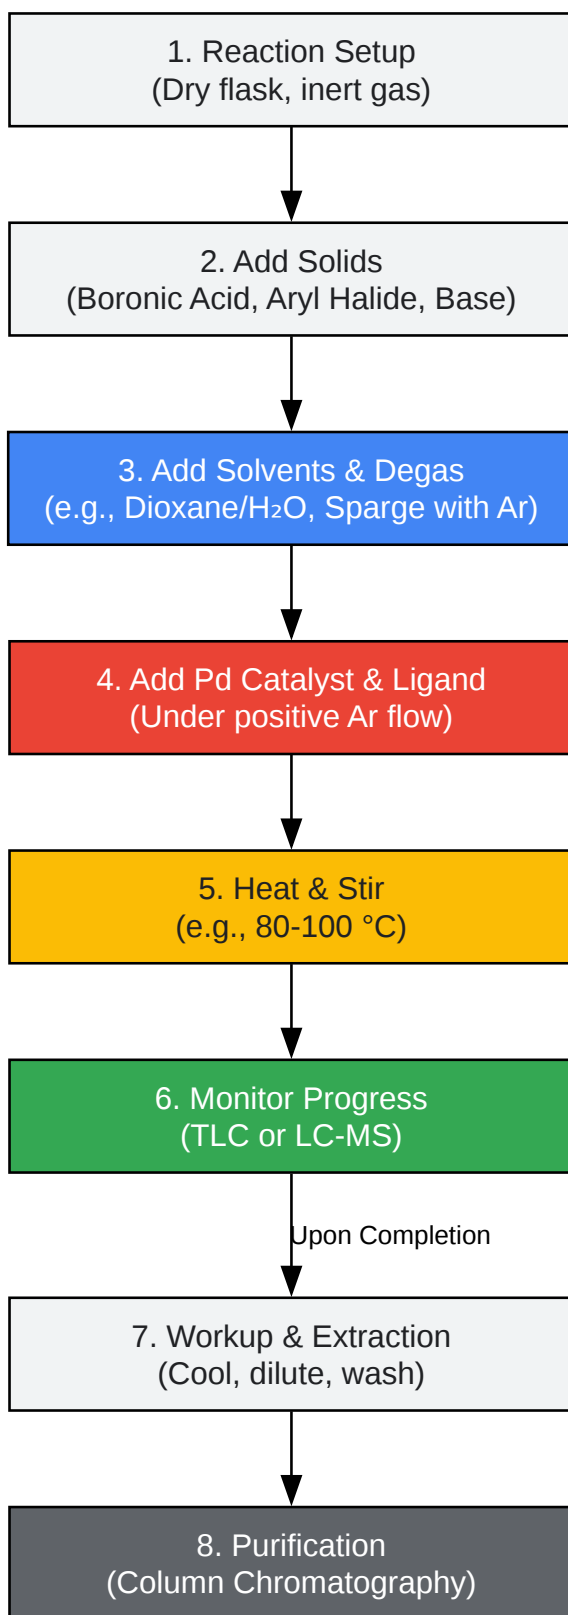 1. Reaction Setup
(Dry flask, inert gas)
2. Add Solids
(Boronic Acid, Aryl Halide, Base)
3. Add Solvents & Degas
(e.g., Dioxane/H₂O, Sparge with Ar)
4. Add Pd Catalyst & Ligand
(Under positive Ar flow)
5. Heat & Stir
(e.g., 80-100 °C)
6. Monitor Progress
(TLC or LC-MS)
Upon Completion
7. Workup & Extraction
(Cool, dilute, wash)
8. Purification
(Column Chromatography)